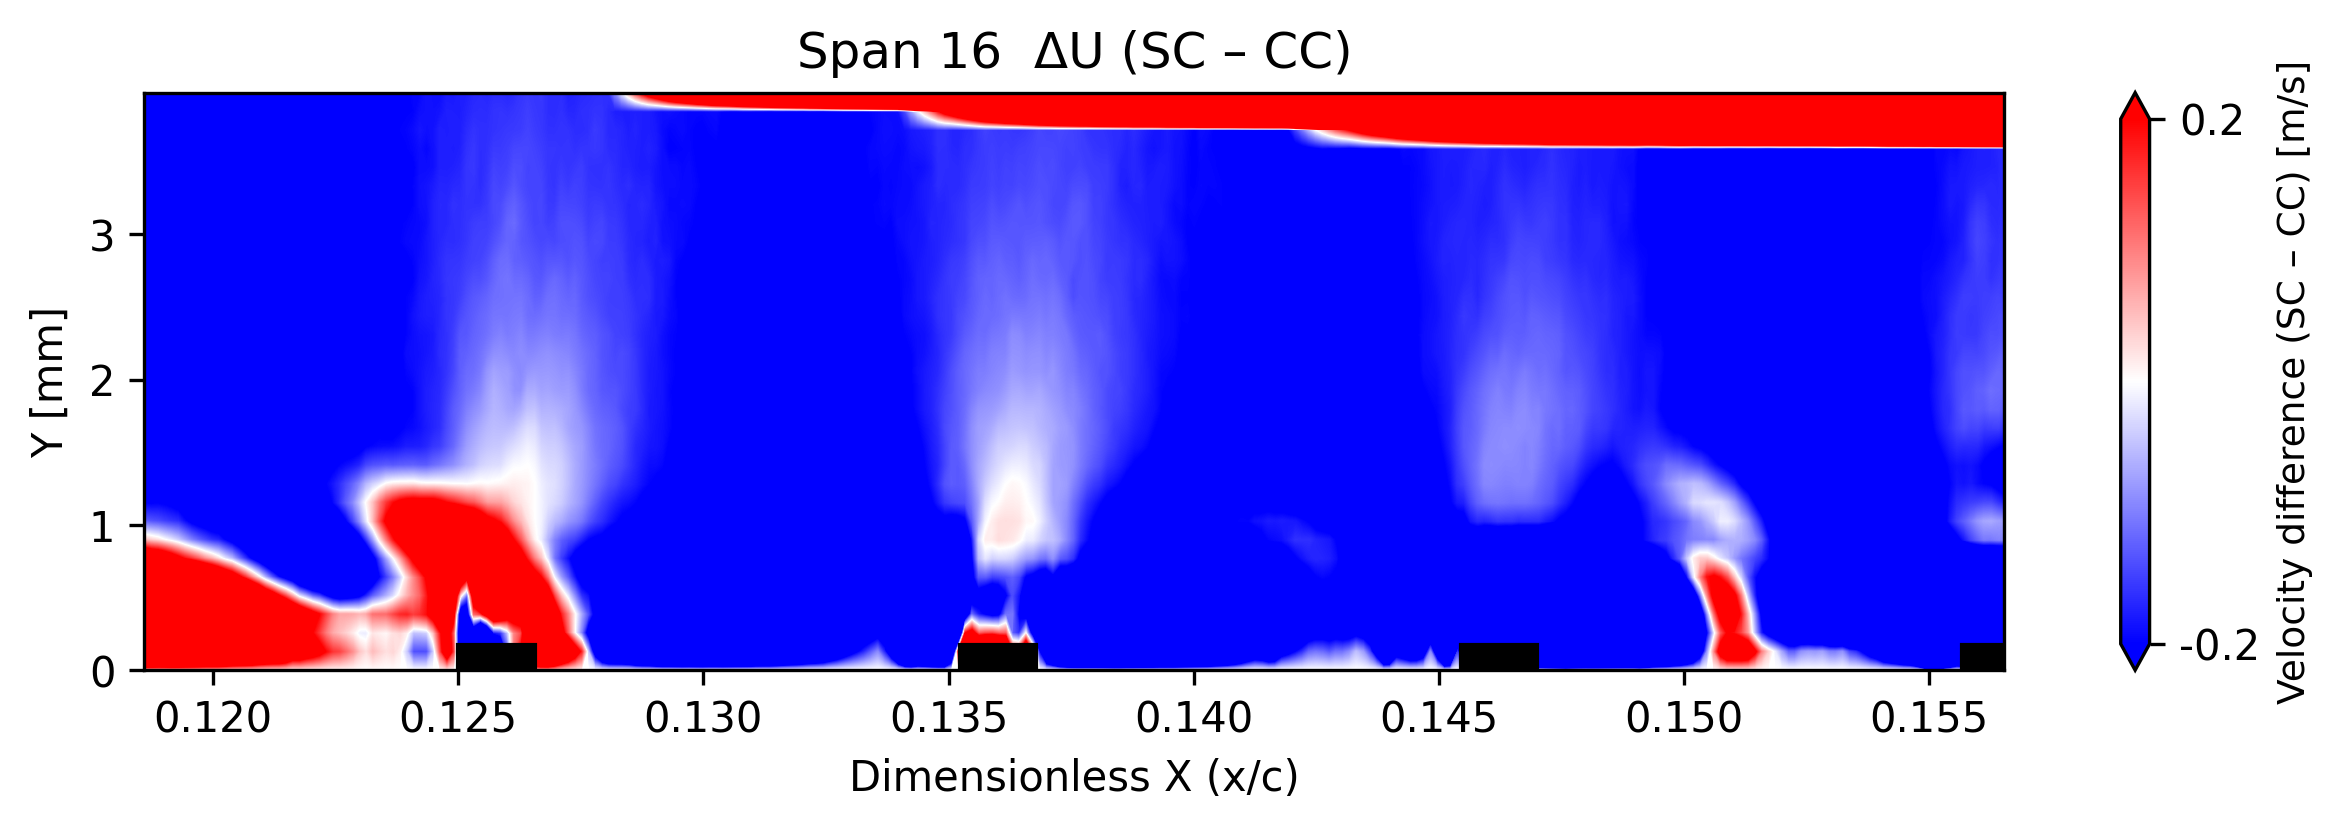 Span 16  ΔU (SC – CC)
Y [mm]
3
2
1
0
0.120 0.125 0.130 0.135 0.140 0.145 0.150 0.155
Dimensionless X (x/c)
0.2
-0.2
Velocity difference (SC – CC) [m/s]